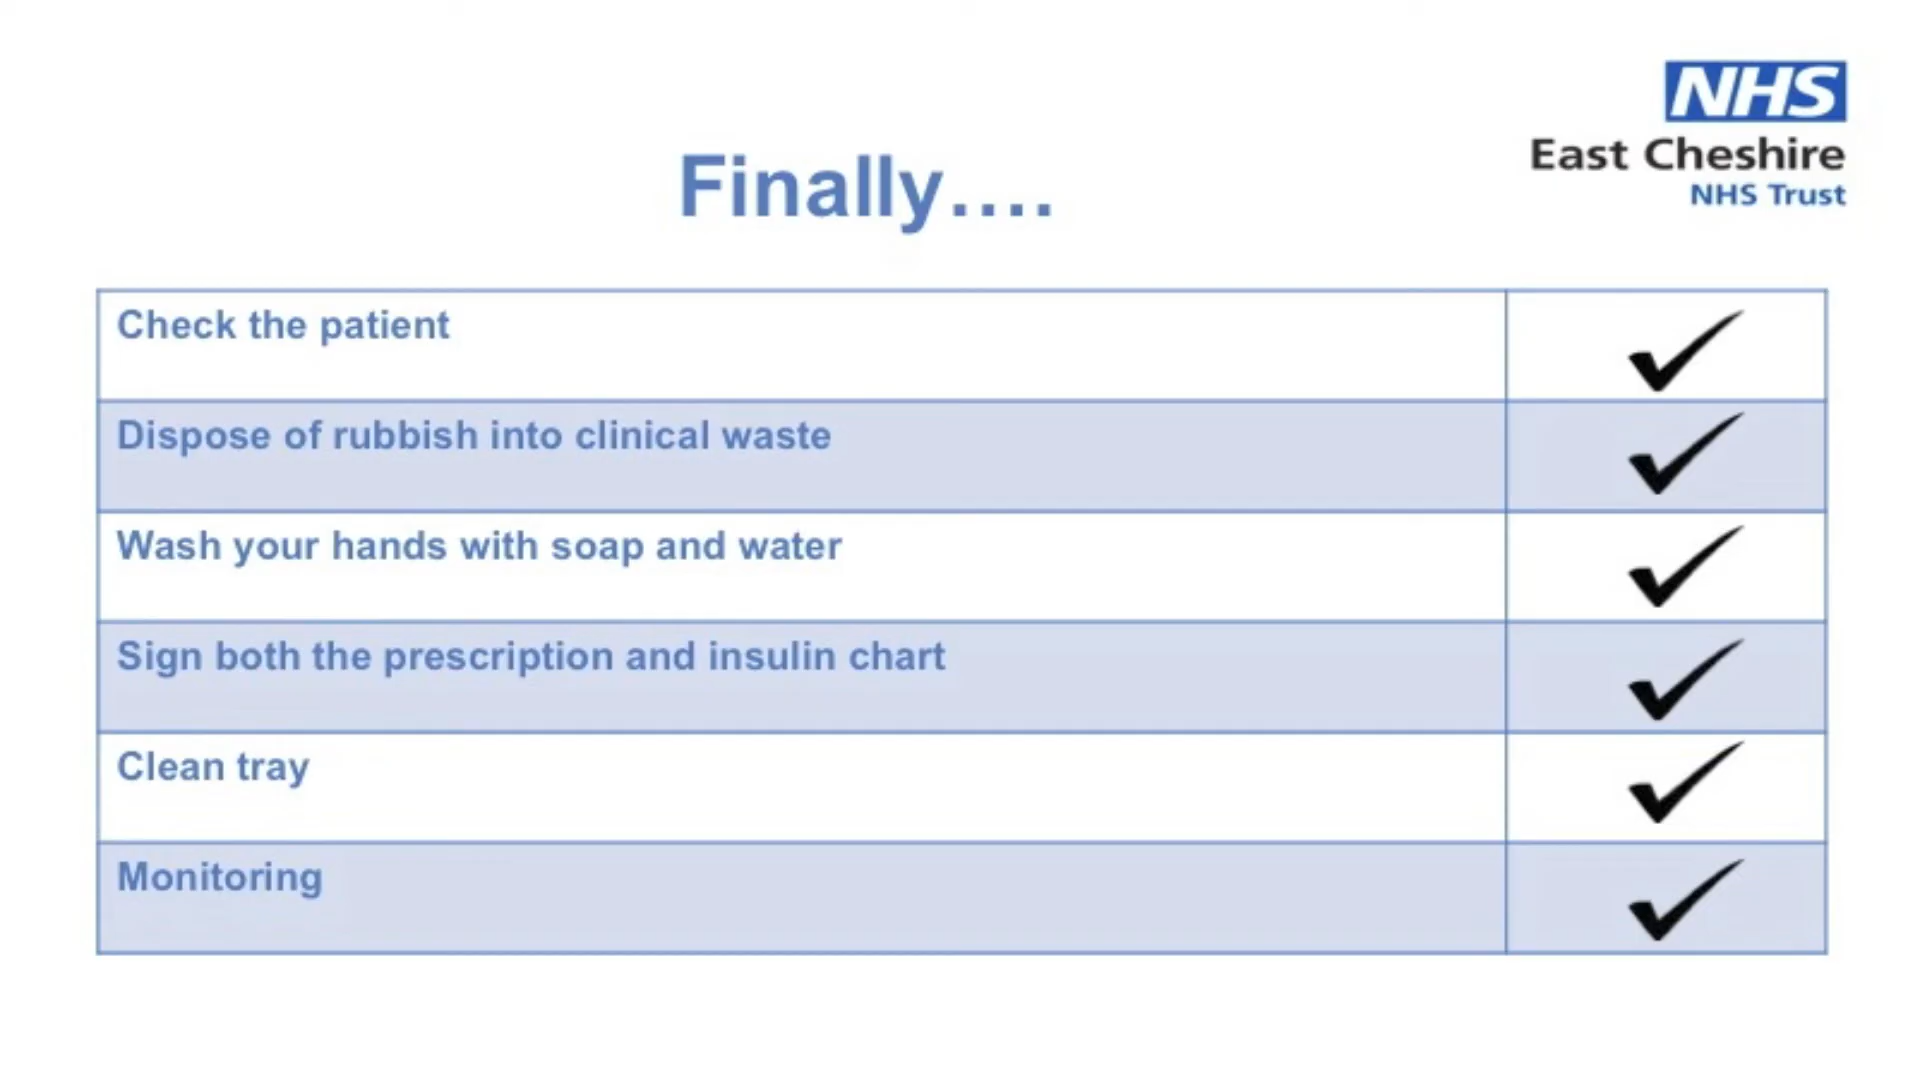 NHS
East Cheshire
NHS Trust
Finally....
Check the patient
Dispose of rubbish into clinical waste
Wash your hands with soap and water
Sign both the prescription and insulin chart
Clean tray
Monitoring